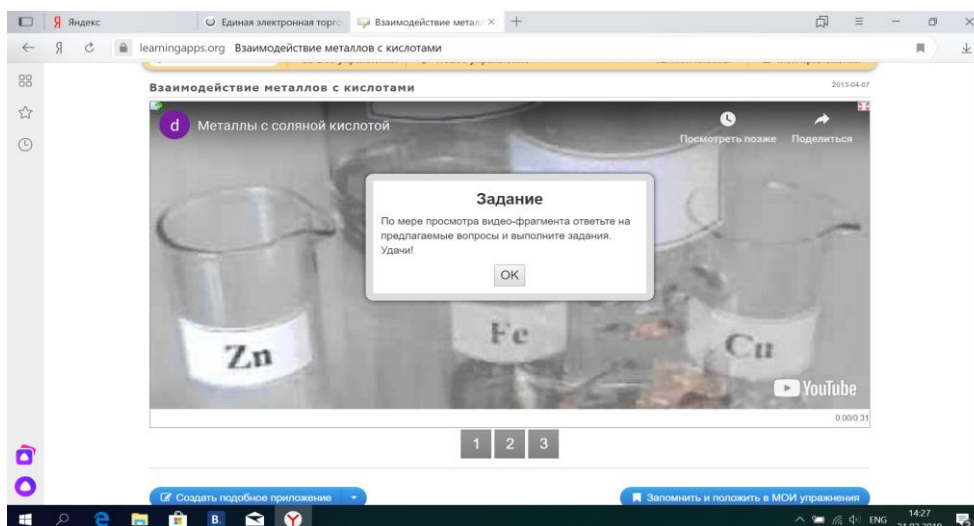 Яндекс
Единая электронная торго
Взаимодействие метал
learningapps.org Взаимодействие металлов с кислотами
Взаимодействие металлов с кислотами
2013-04-07
d
Металлы с соляной кислотой
Посмотреть позже
Поделиться
Задание
По мере просмотра видео-фрагмента ответьте на
предлагаемые вопросы и выполните задания.
Удачи!
OK
Zn
Fe
Cu
YouTube
0:00/0:31
1 2 3
Создать подобное приложение
Запомнить и положить в МОИ упражнения
ENG
14:27